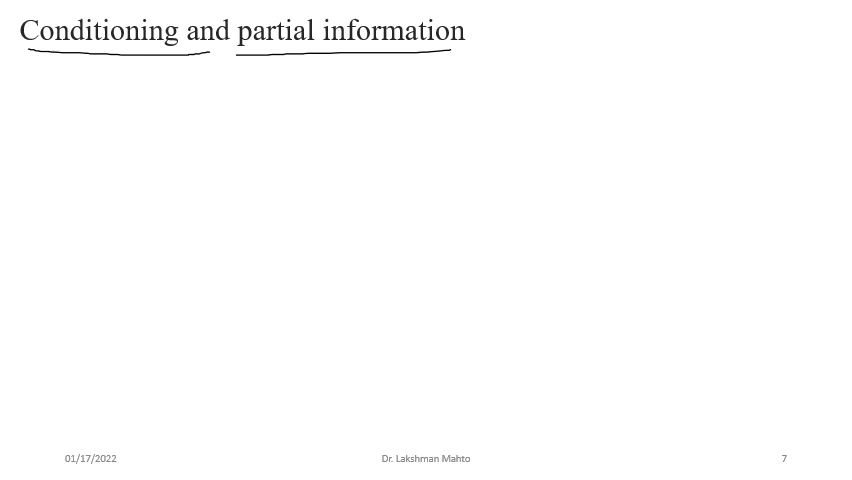 Conditioning and partial information
01/17/2022 Dr. Lakshman Mahto 7